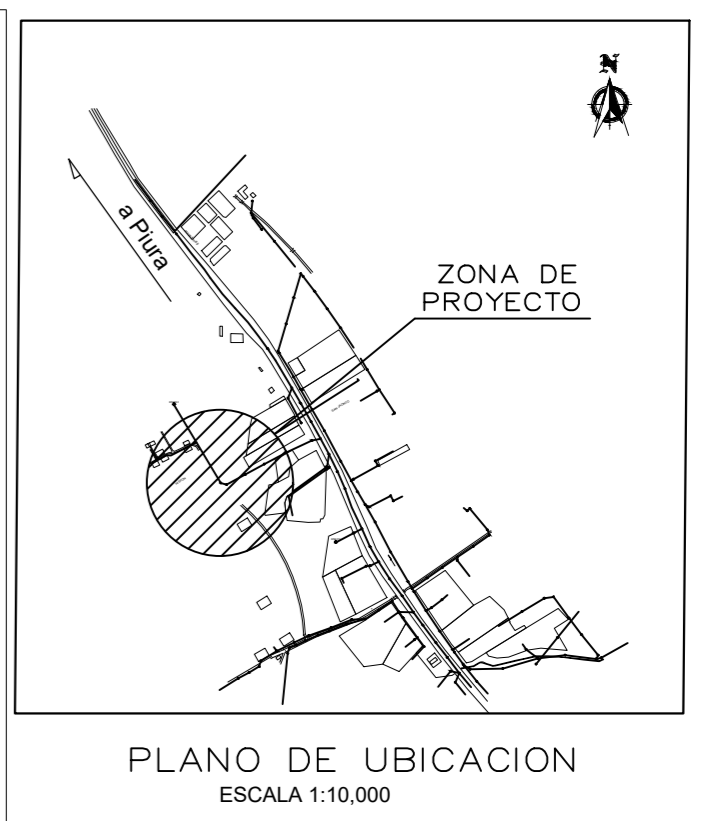 N
a Piura
ZONA DE
PROYECTO
PLANO DE UBICACION
ESCALA 1:10,000